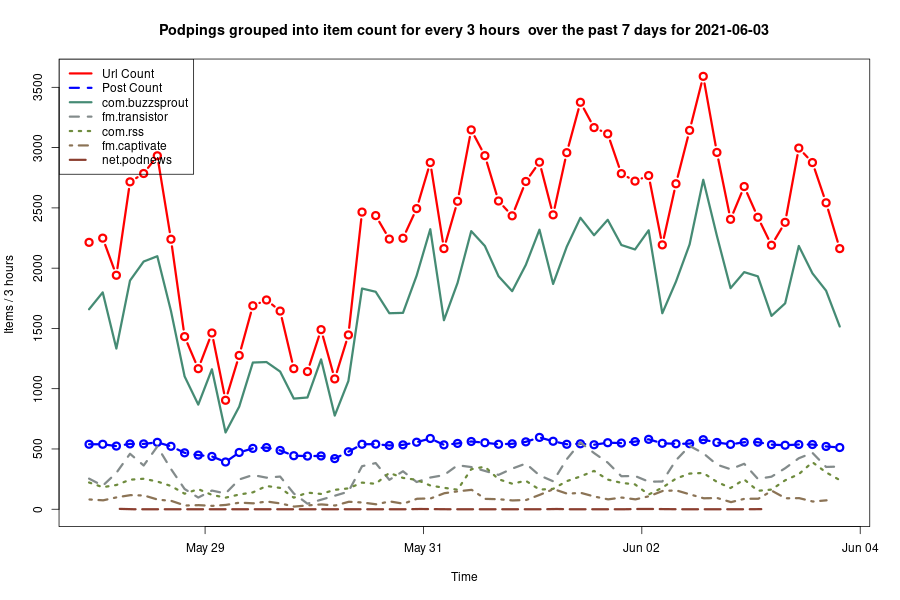 Podpings grouped into item count for every 3 hours  over the past 7 days for 2021-06-03
Url Count
Post Count
com.buzzsprout
fm.transistor
com.rss
fm.captivate
net.podnews
Items / 3 hours
3500
3000
2500
2000
1500
1000
500
0
May 29
May 31
Jun 02
Jun 04
Time